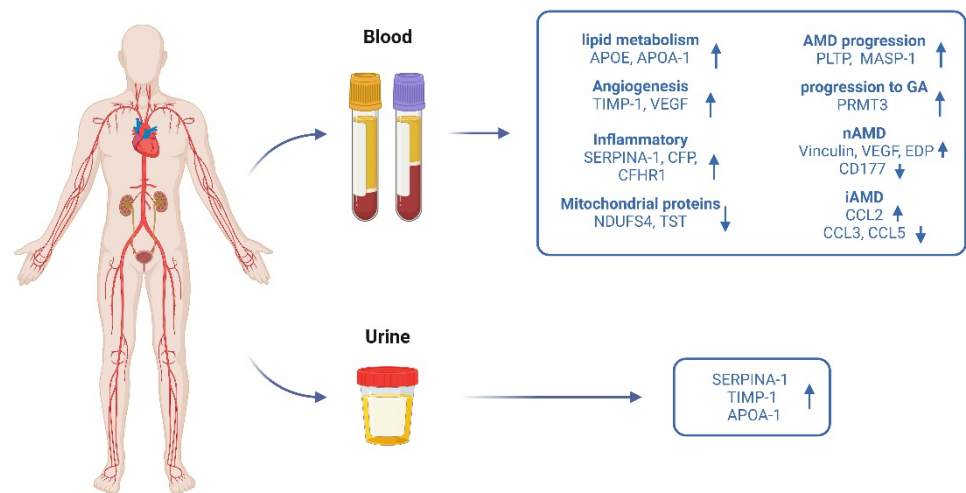 Blood
lipid metabolism
APOE, APOA-1
Angiogenesis
TIMP-1, VEGF
Inflammatory
SERPINA-1, CFP,
CFHR1
Mitochondrial proteins
NDUFS4, TST
AMD progression
PLTP, MASP-1
progression to GA
PRMT3
nAMD
Vinculin, VEGF, EDP
CD177
iAMD
CCL2
CCL3, CCL5
Urine
SERPINA-1
TIMP-1
APOA-1